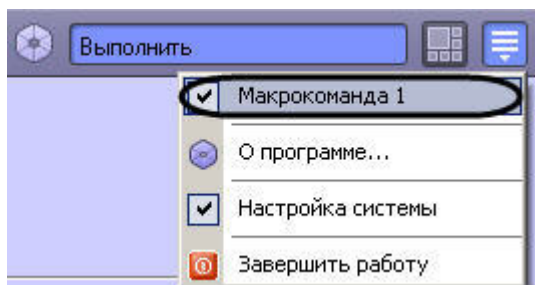 Выполнить
Макрокоманда 1
О программе...
Настройка системы
Завершить работу